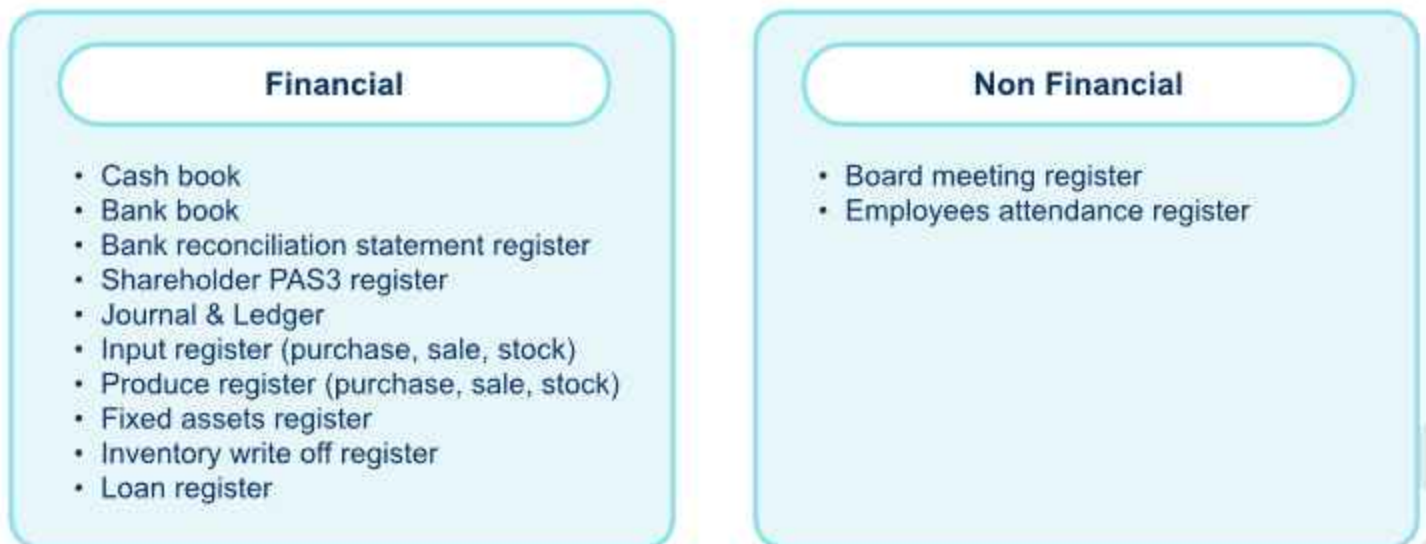 Financial
• Cash book
• Bank book
• Bank reconciliation statement register
• Shareholder PAS3 register
• Journal & Ledger
• Input register (purchase, sale, stock)
• Produce register (purchase, sale, stock)
• Fixed assets register
• Inventory write off register
• Loan register
Non Financial
• Board meeting register
• Employees attendance register